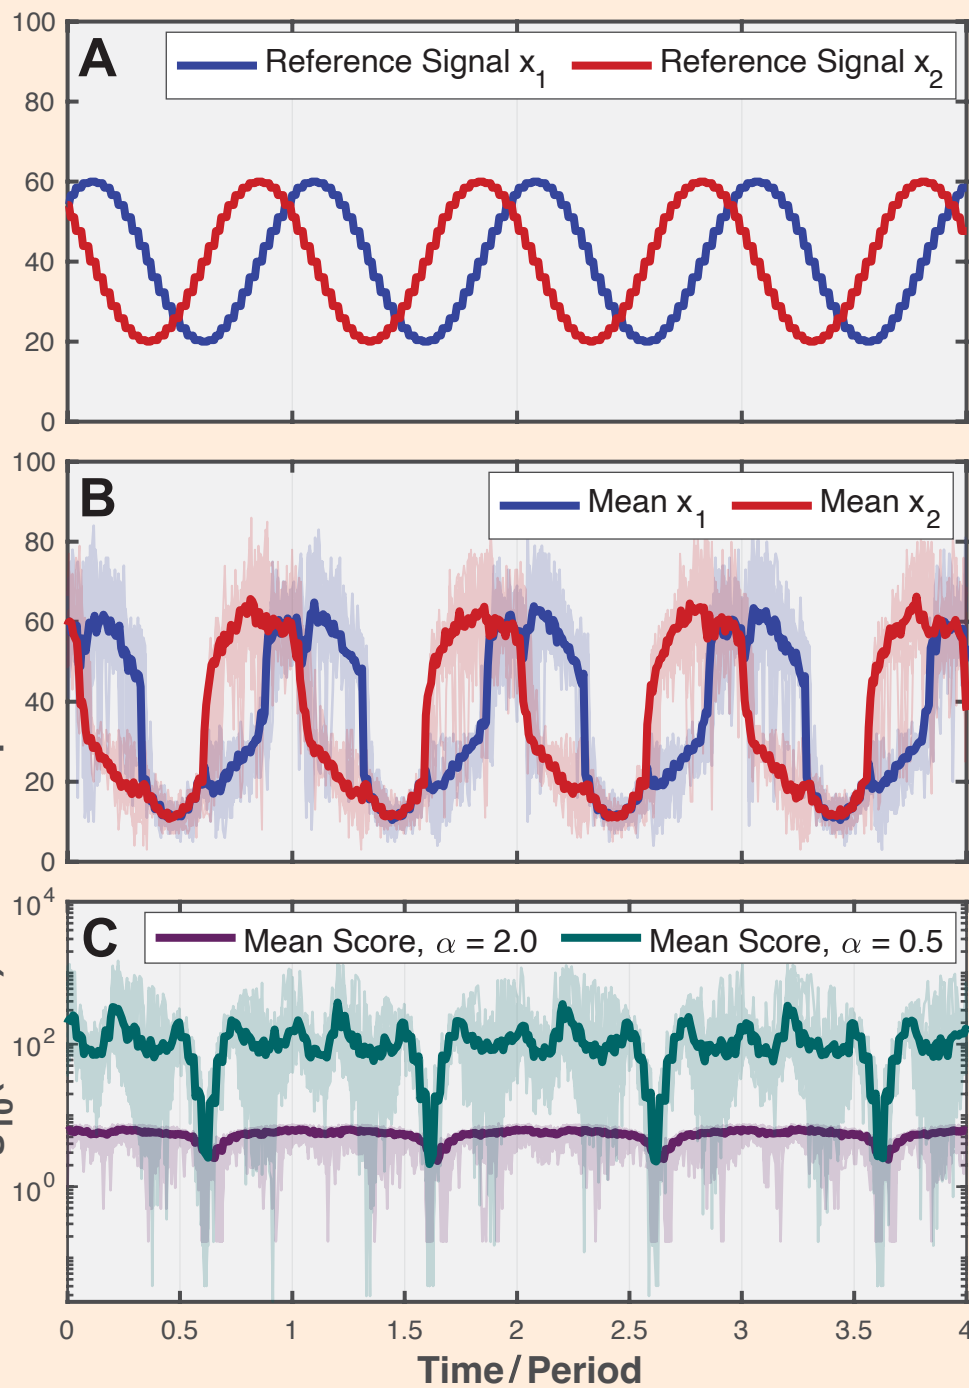 100
A
Reference Signal x1
Reference Signal x2
80
60
40
20
0
100
B
Mean x1
Mean x2
80
60
40
20
0
10^4
C
Mean Score, α = 2.0
Mean Score, α = 0.5
10^2
10^0
0 0.5 1 1.5 2 2.5 3 3.5 4
Time/Period